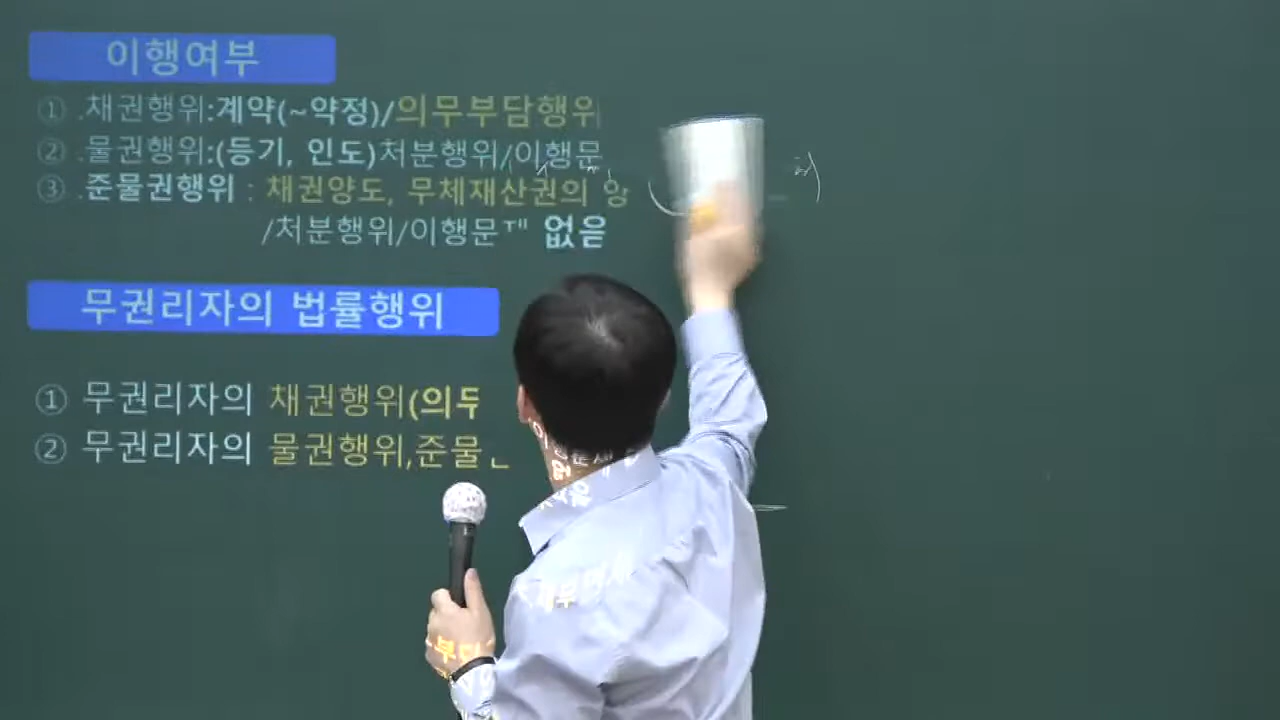 이행여부
① .채권행위:계약(~약정)/의무부담행위
② .물권행위:(등기, 인도)처분행위/이행문
③ .준물권행위 : 채권양도, 무체재산권의 양
/처분행위/이행문 없은
무권리자의 법률행위
① 무권리자의 채권행위(의무
② 무권리자의 물권행위,준물